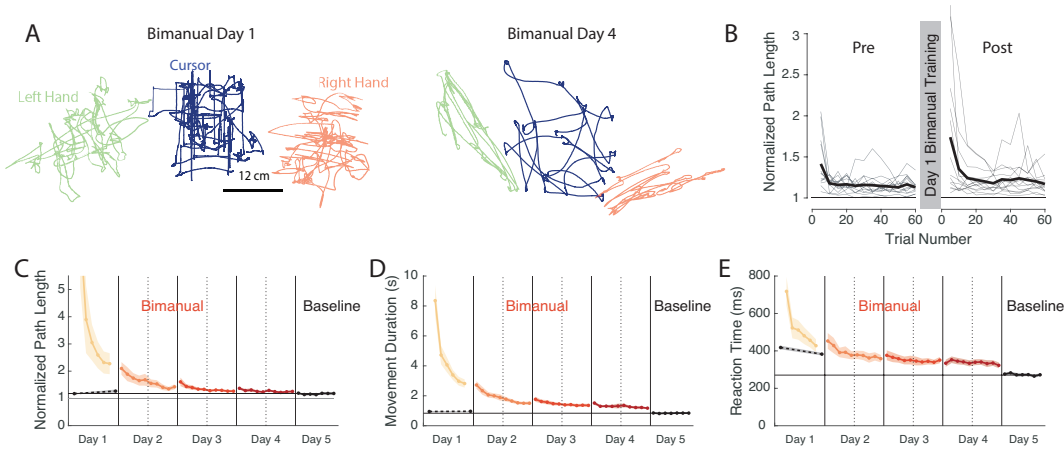 A
Bimanual Day 1
Bimanual Day 4
Left Hand
Cursor
Right Hand
12 cm
B
Normalized Path Length
3
2.5
2
1.5
1
Pre
Day 1 Bimanual Training
Post
0 20 40 60
0 20 40 60
Trial Number
C
Normalized Path Length
5
4
3
2
1
0
Bimanual
Baseline
Day 1 Day 2 Day 3 Day 4 Day 5
D
Movement Duration (s)
10
8
6
4
2
0
Bimanual
Baseline
Day 1 Day 2 Day 3 Day 4 Day 5
E
Reaction Time (ms)
800
600
400
200
0
Bimanual
Baseline
Day 1 Day 2 Day 3 Day 4 Day 5